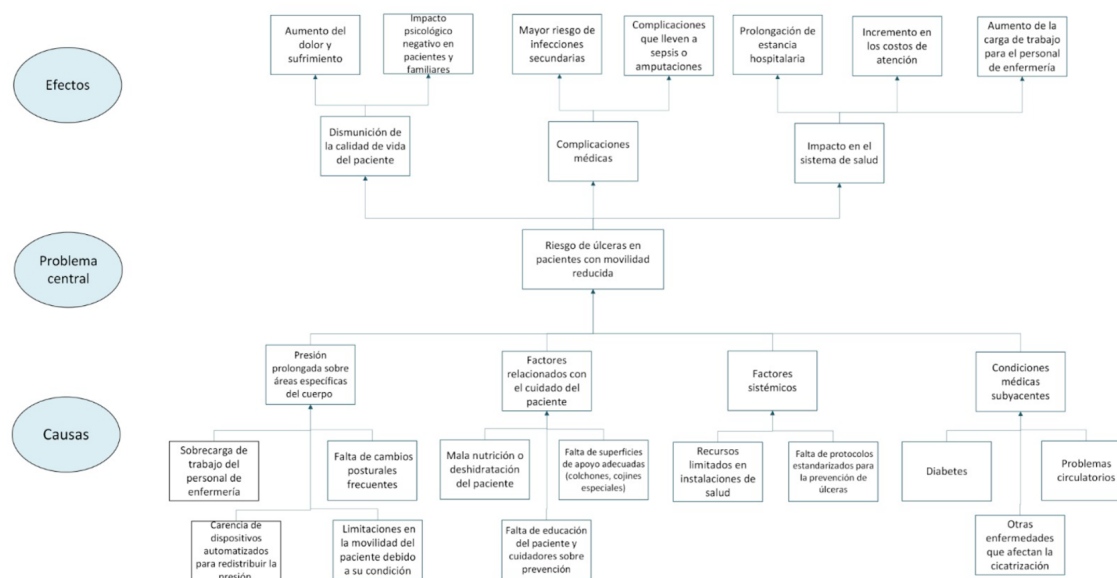 Aumento del
dolor y
sufrimiento
Impacto
psicológico
negativo en
pacientes y
familiares
Mayor riesgo de
infecciones
secundarias
Complicaciones
que lleven a
sepsis o
amputaciones
Prolongación de
estancia
hospitalaria
Incremento en
los costos de
atención
Aumento de la
carga de trabajo
para el personal
de enfermería
Efectos
Dismunición de
la calidad de vida
del paciente
Complicaciones
médicas
Impacto en el
sistema de salud
Problema
central
Riesgo de úlceras en
pacientes con movilidad
reducida
Presión
prolongada sobre
áreas específicas
del cuerpo
Factores
relacionados con
el cuidado del
paciente
Factores
sistémicos
Condiciones
médicas
subyacentes
Causas
Sobrecarga de
trabajo del
personal de
enfermería
Falta de cambios
posturales
frecuentes
Mala nutrición o
deshidratación
del paciente
Falta de superficies
de apoyo adecuadas
(colchones, cojines
especiales)
Recursos
limitados en
instalaciones de
salud
Falta de protocolos
estandarizados para
la prevención de
úlceras
Diabetes
Problemas
circulatorios
Carencia de
dispositivos
automatizados
para redistribuir la
presión
Limitaciones en
la movilidad del
paciente debido
a su condición
Falta de educación
del paciente y
cuidadores sobre
prevención
Otras
enfermedades
que afectan la
cicatrización